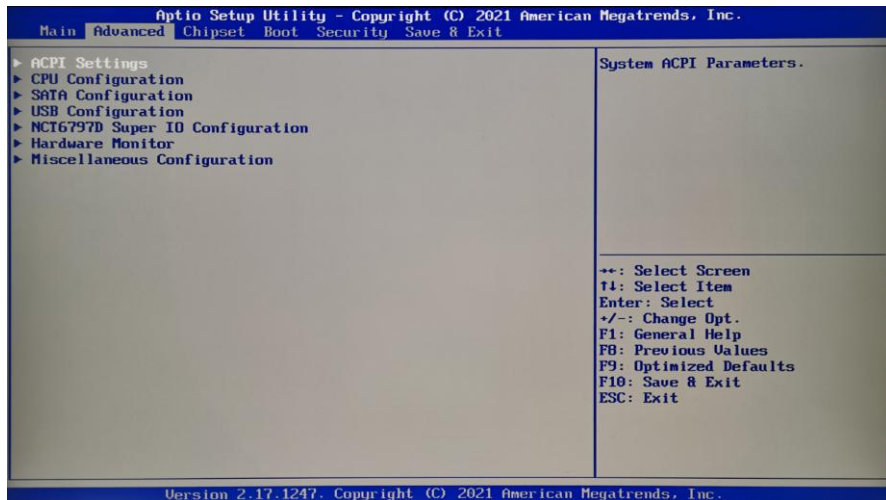 Aptio Setup Utility - Copyright (C) 2021 American Megatrends, Inc.
Main Advanced Chipset Boot Security Save & Exit
► ACPI Settings
► CPU Configuration
► SATA Configuration
► USB Configuration
► NCT6797D Super IO Configuration
► Hardware Monitor
► Miscellaneous Configuration
System ACPI Parameters.
→←: Select Screen
↑↓: Select Item
Enter: Select
+/-: Change Opt.
F1: General Help
F8: Previous Values
F9: Optimized Defaults
F10: Save & Exit
ESC: Exit
Version 2.17.1247. Copyright (C) 2021 American Megatrends, Inc.